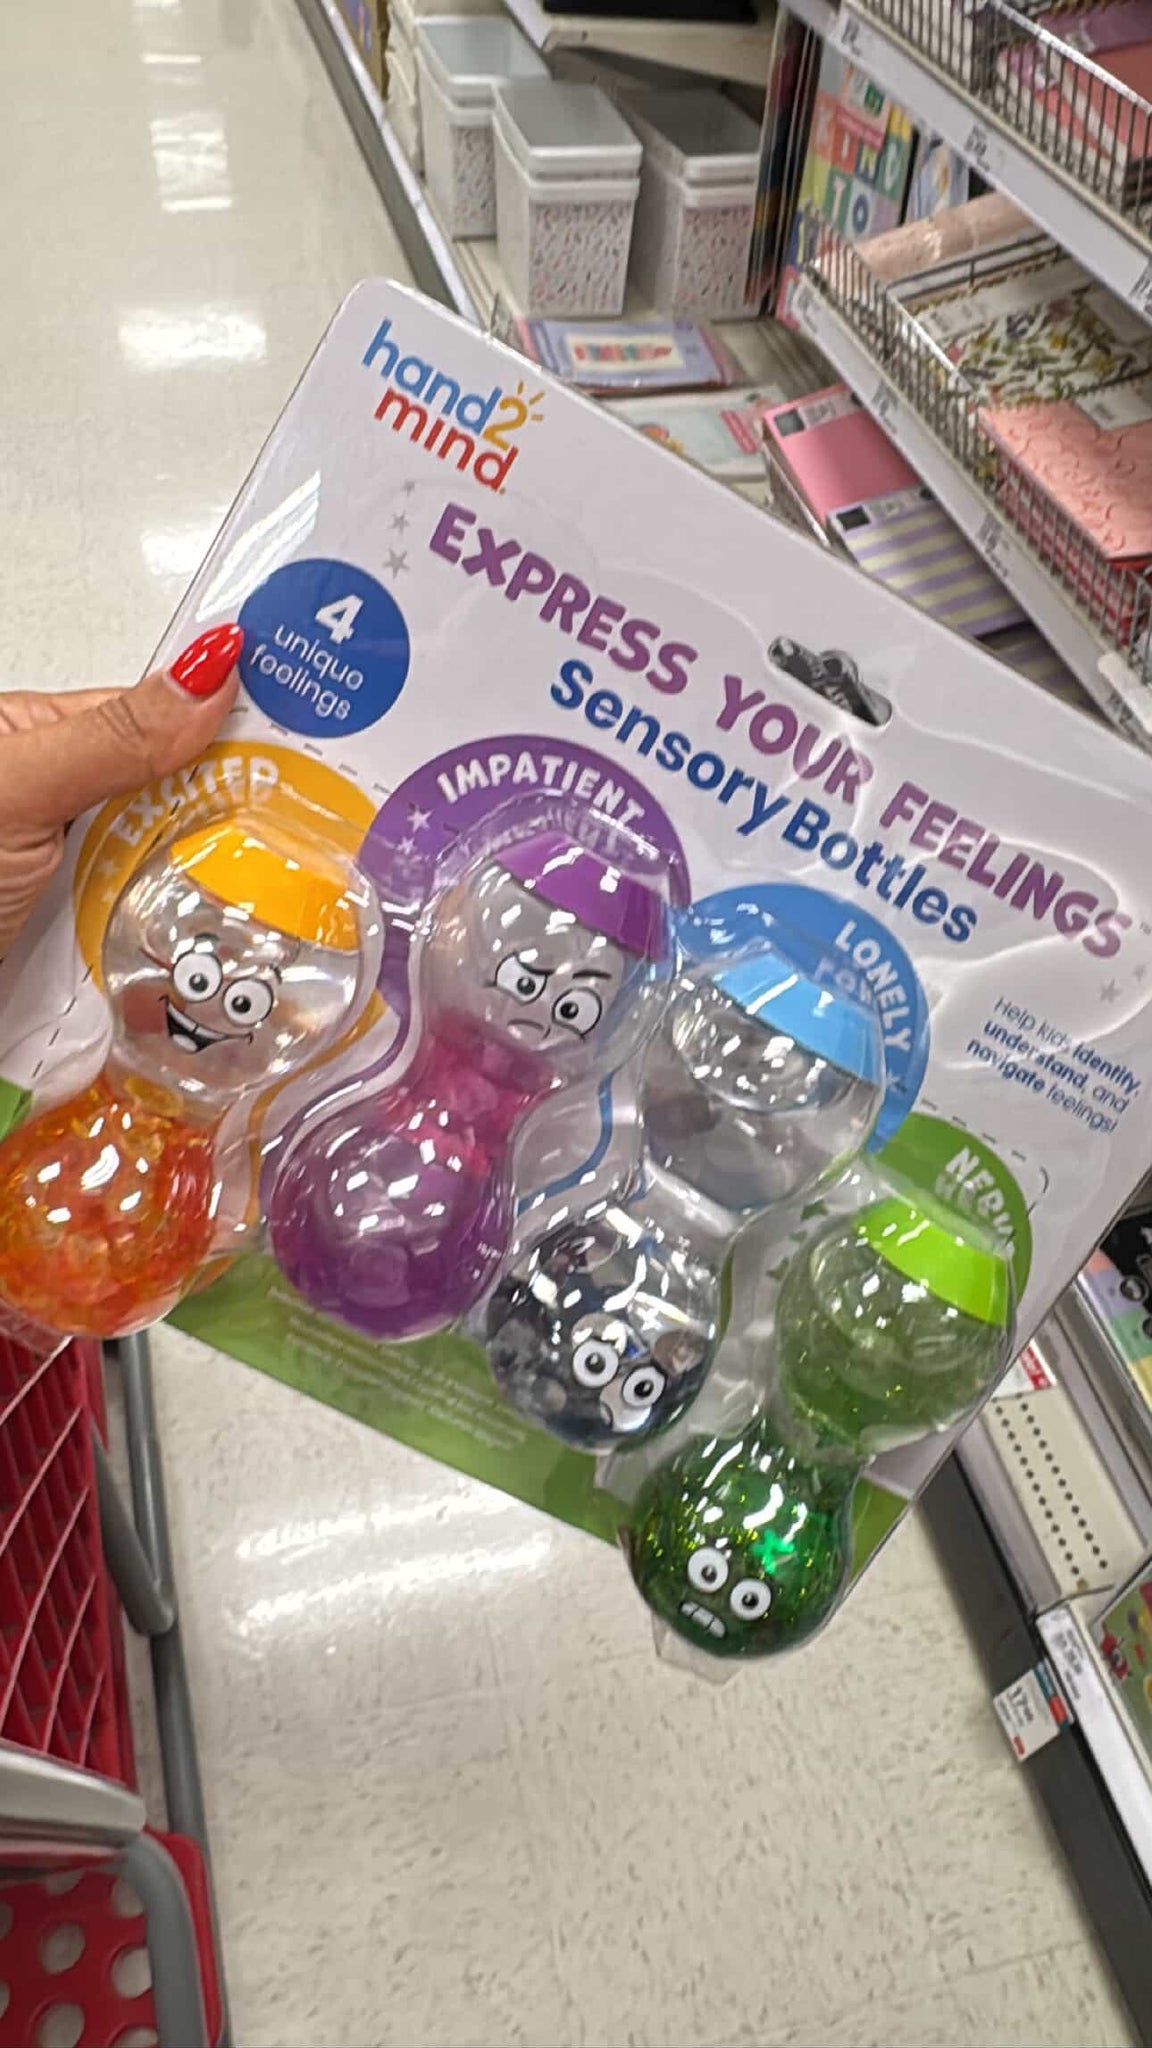 hand2
mind
EXPRESS YOUR FEELINGS™
Sensory Bottles
4
unique
feelings
EXCITED
IMPATIENT
LONELY
Help kids identify,
understand, and
navigate feelings!